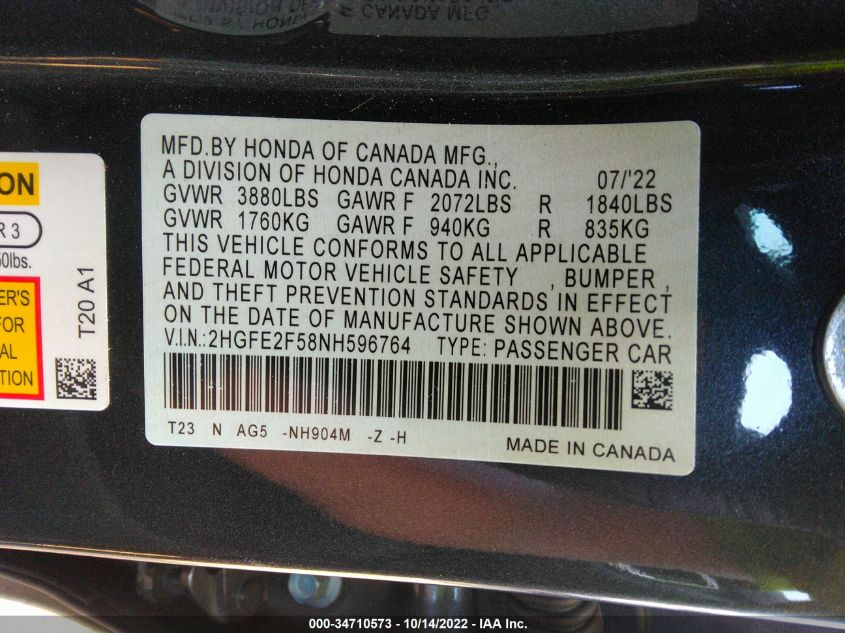 MFD.BY HONDA OF CANADA MFG.,
A DIVISION OF HONDA CANADA INC. 07/'22
GVWR 3880LBS GAWR F 2072LBS R 1840LBS
GVWR 1760KG GAWR F 940KG R 835KG
THIS VEHICLE CONFORMS TO ALL APPLICABLE
FEDERAL MOTOR VEHICLE SAFETY , BUMPER ,
AND THEFT PREVENTION STANDARDS IN EFFECT
ON THE DATE OF MANUFACTURE SHOWN ABOVE.
V.I.N.:2HGFE2F58NH596764 TYPE: PASSENGER CAR
T23 N AG5 -NH904M -Z -H
MADE IN CANADA
R 3
T20 A1
FOR
000-34710573 - 10/14/2022 - IAA Inc.